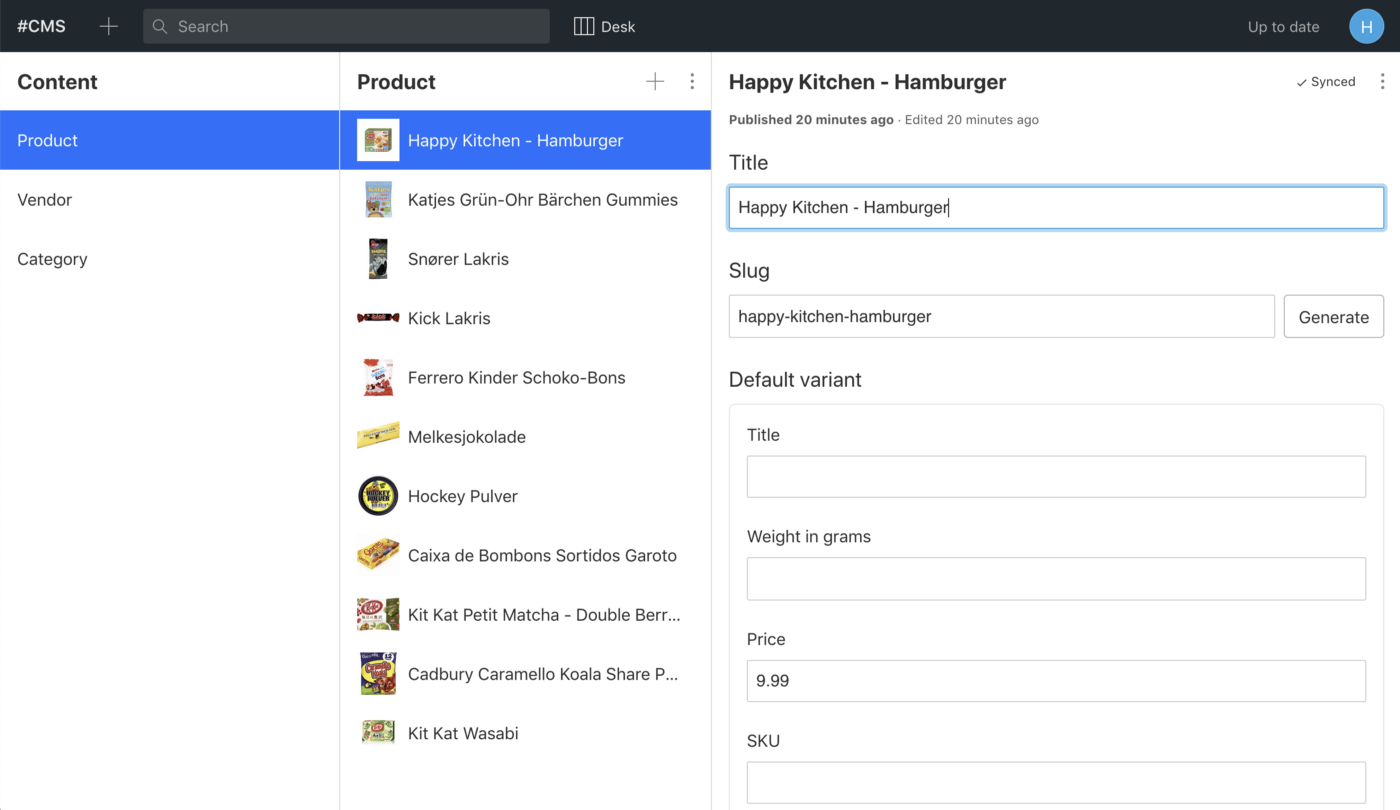 #CMS
Search
Desk
Up to date
H
Content
Product
Vendor
Category
Product
Happy Kitchen - Hamburger
Katjes Grün-Ohr Bärchen Gummies
Snører Lakris
Kick Lakris
Ferrero Kinder Schoko-Bons
Melkesjokolade
Hockey Pulver
Caixa de Bombons Sortidos Garoto
Kit Kat Petit Matcha - Double Berr...
Cadbury Caramello Koala Share P...
Kit Kat Wasabi
Happy Kitchen - Hamburger
Synced
Published 20 minutes ago · Edited 20 minutes ago
Title
Happy Kitchen - Hamburger
Slug
happy-kitchen-hamburger
Generate
Default variant
Title
Weight in grams
Price
9.99
SKU